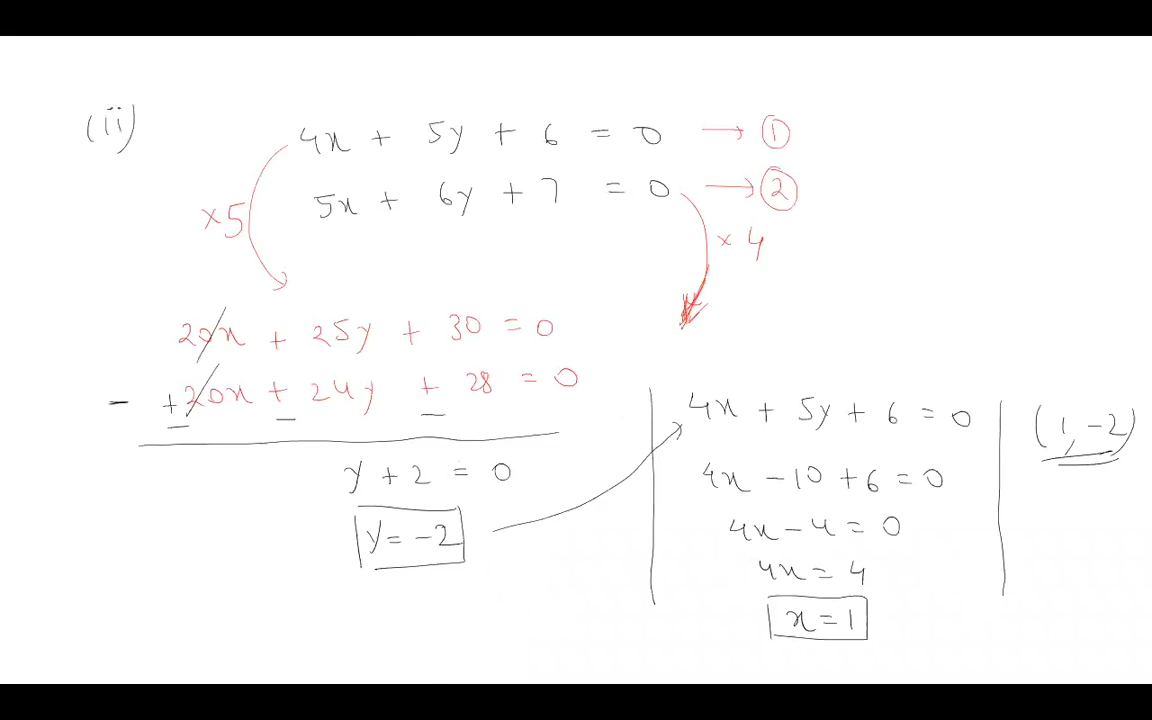 (ii)
4x + 5y + 6 = 0 → ①
5x + 6y + 7 = 0 → ②
×5
× 4
20x + 25y + 30 = 0
- +20x + 24y + 28 = 0
y + 2 = 0
y = -2
4x + 5y + 6 = 0
4x - 10 + 6 = 0
4x - 4 = 0
4x = 4
x = 1
(1, -2)